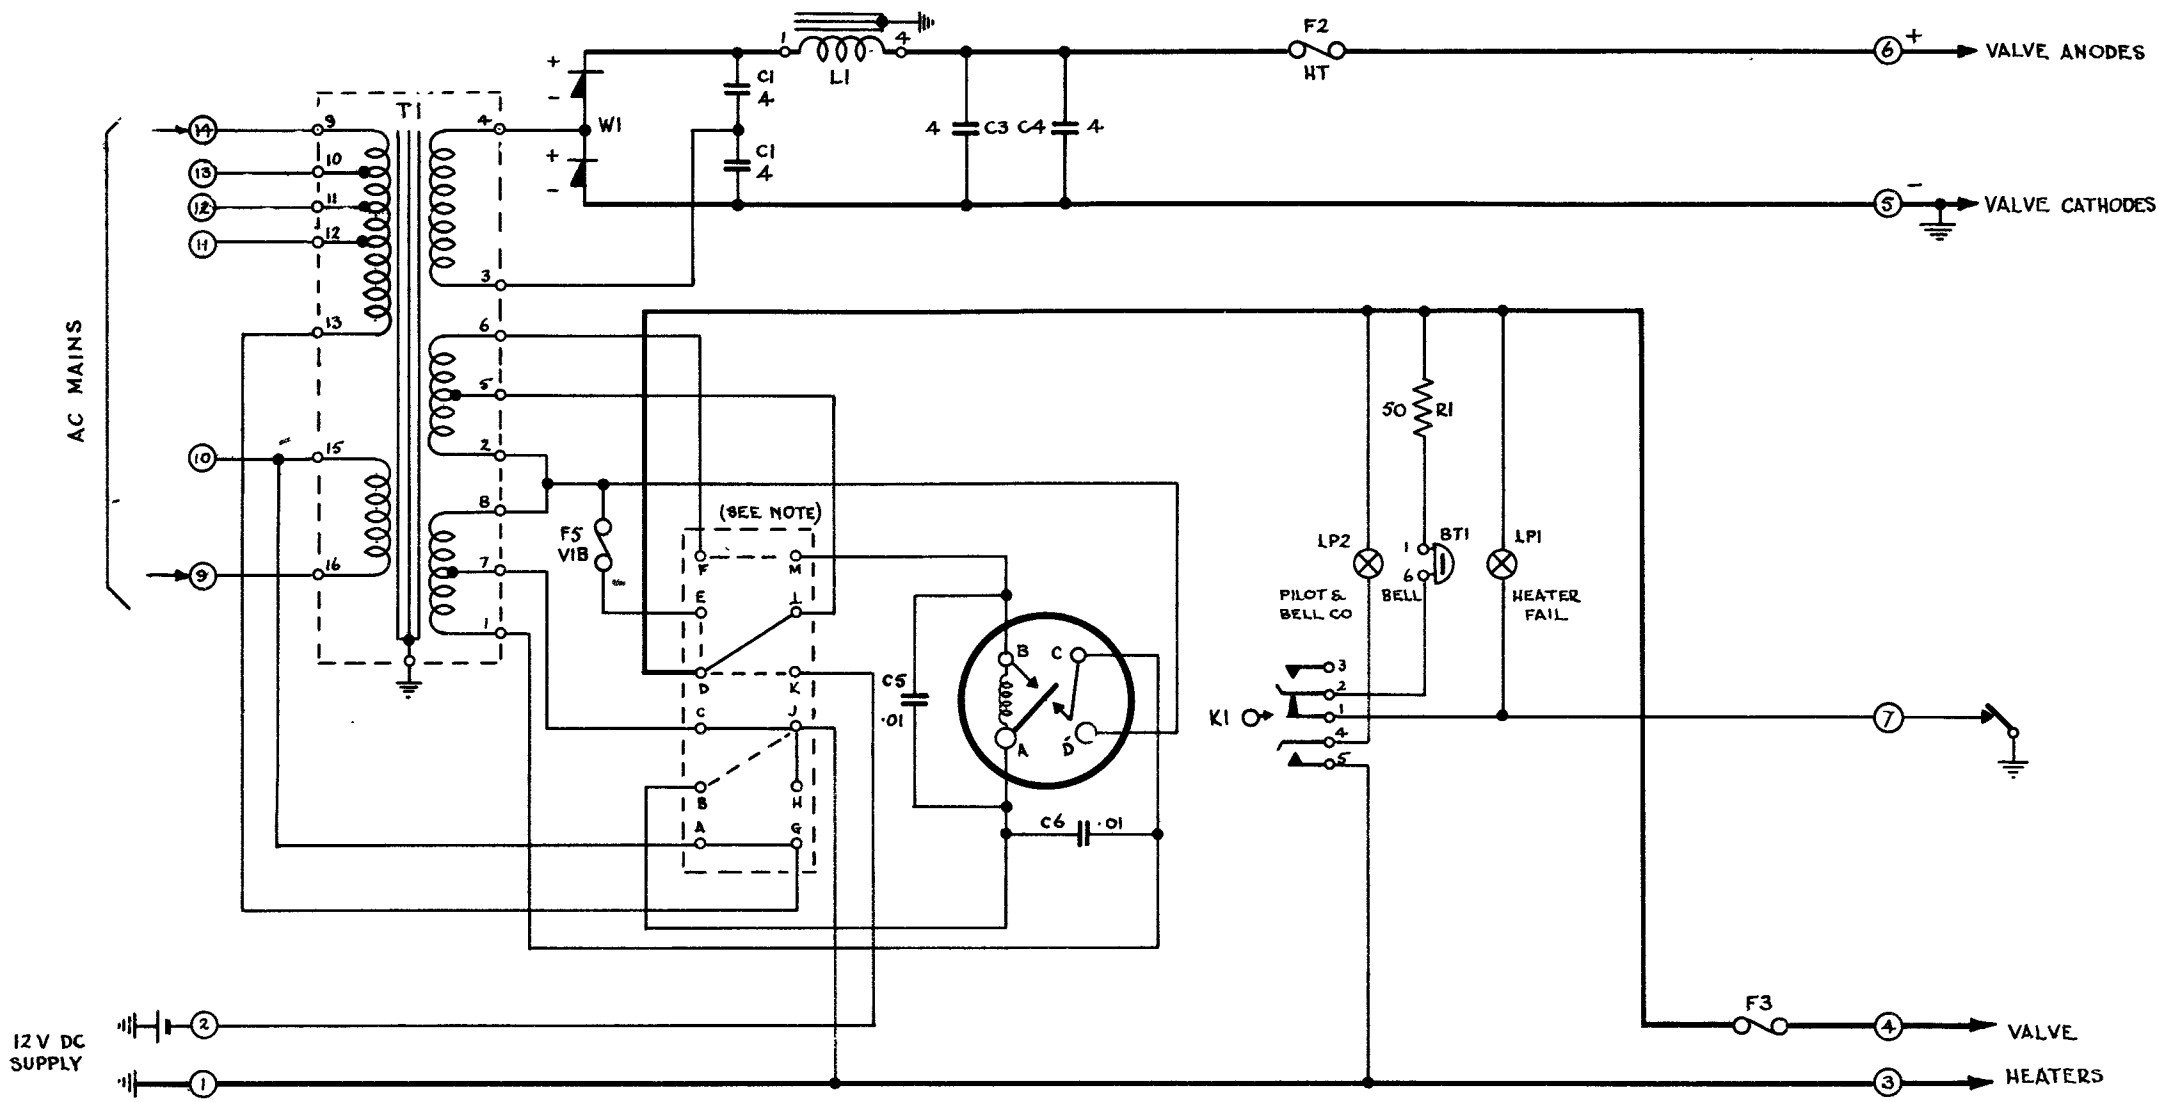 F2
HT
6
+
VALVE ANODES
1
4
L1
+
-
C1
4
W1
+
-
C1
4
4
C3
C4
4
5
-
VALVE CATHODES
T1
14
13
12
11
9
10
11
12
13
4
3
AC MAINS
6
5
2
10
15
8
7
1
9
16
F5
VIB
(SEE NOTE)
F
M
E
L
D
K
C
J
B
H
A
G
C5
.01
B
C
A
D
C6
.01
50
R1
LP2
PILOT &
BELL CO
1
BT1
6
BELL
LP1
HEATER
FAIL
K1
3
2
1
4
5
7
F3
12V DC
SUPPLY
2
1
4
VALVE
3
HEATERS